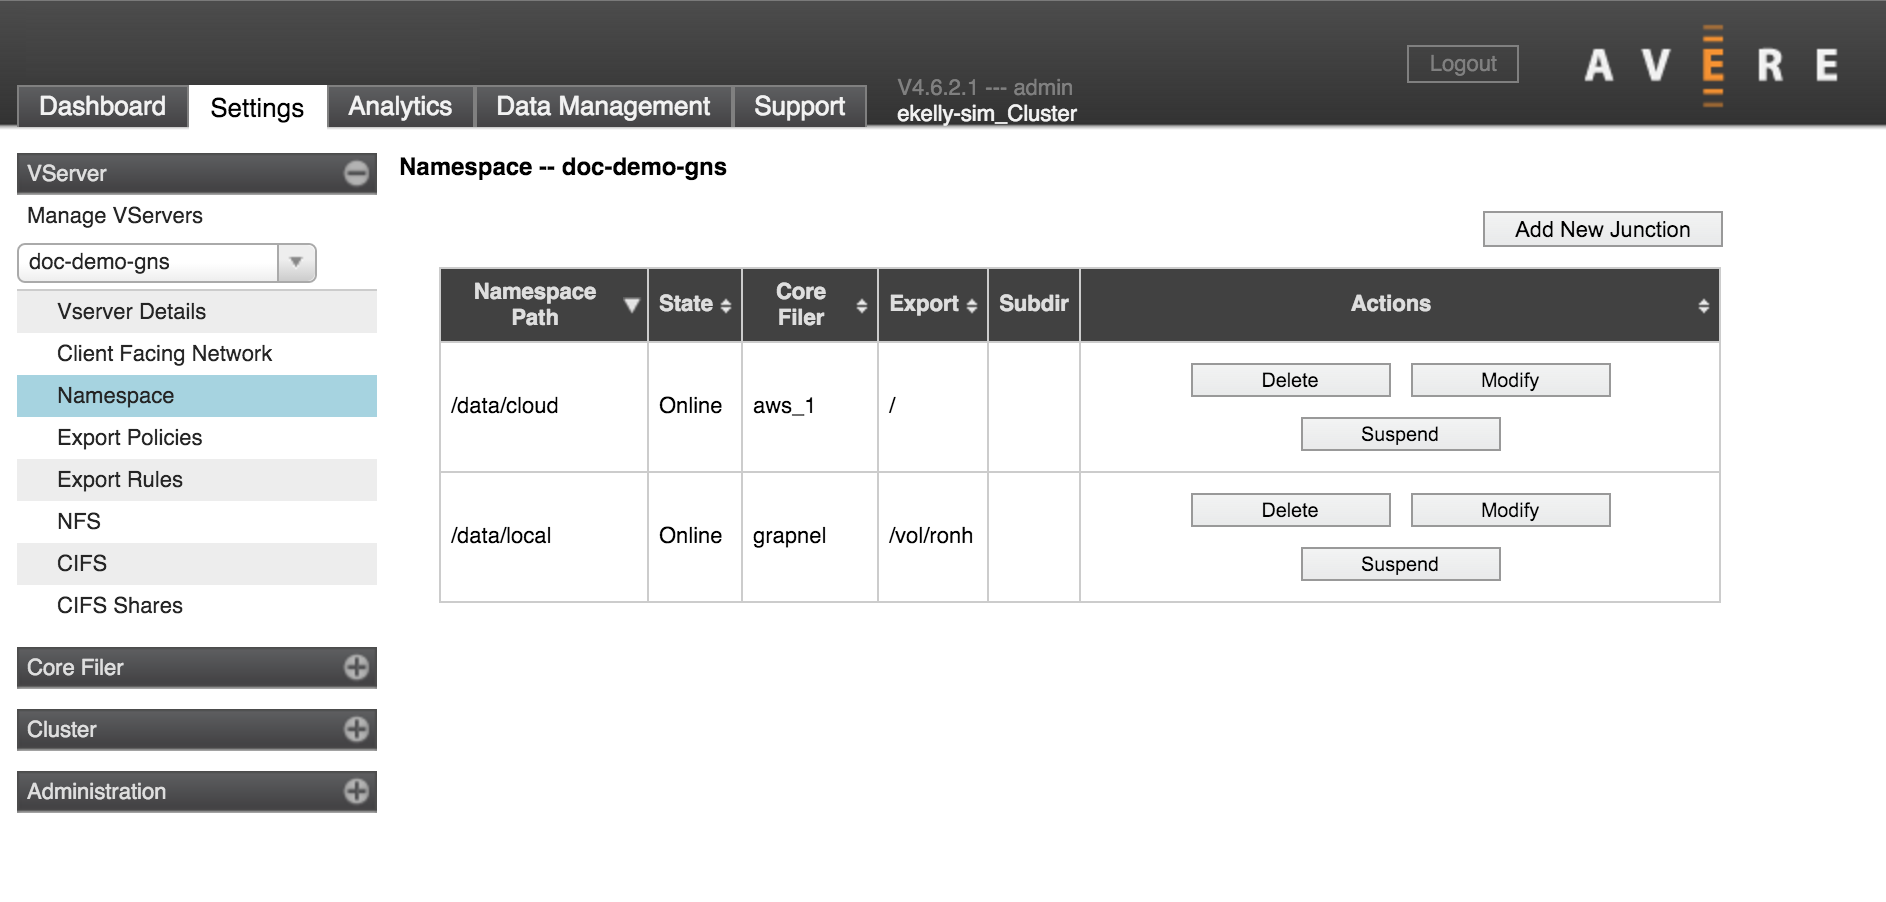 Logout
AVERE
V4.6.2.1 --- admin
ekelly-sim_Cluster
Dashboard
Settings
Analytics
Data Management
Support
VServer
Manage VServers
doc-demo-gns
Vserver Details
Client Facing Network
Namespace
Export Policies
Export Rules
NFS
CIFS
CIFS Shares
Core Filer
Cluster
Administration
Namespace -- doc-demo-gns
Add New Junction
Namespace
Path
State
Core
Filer
Export
Subdir
Actions
/data/cloud
Online
aws_1
/
Delete
Modify
Suspend
/data/local
Online
grapnel
/vol/ronh
Delete
Modify
Suspend